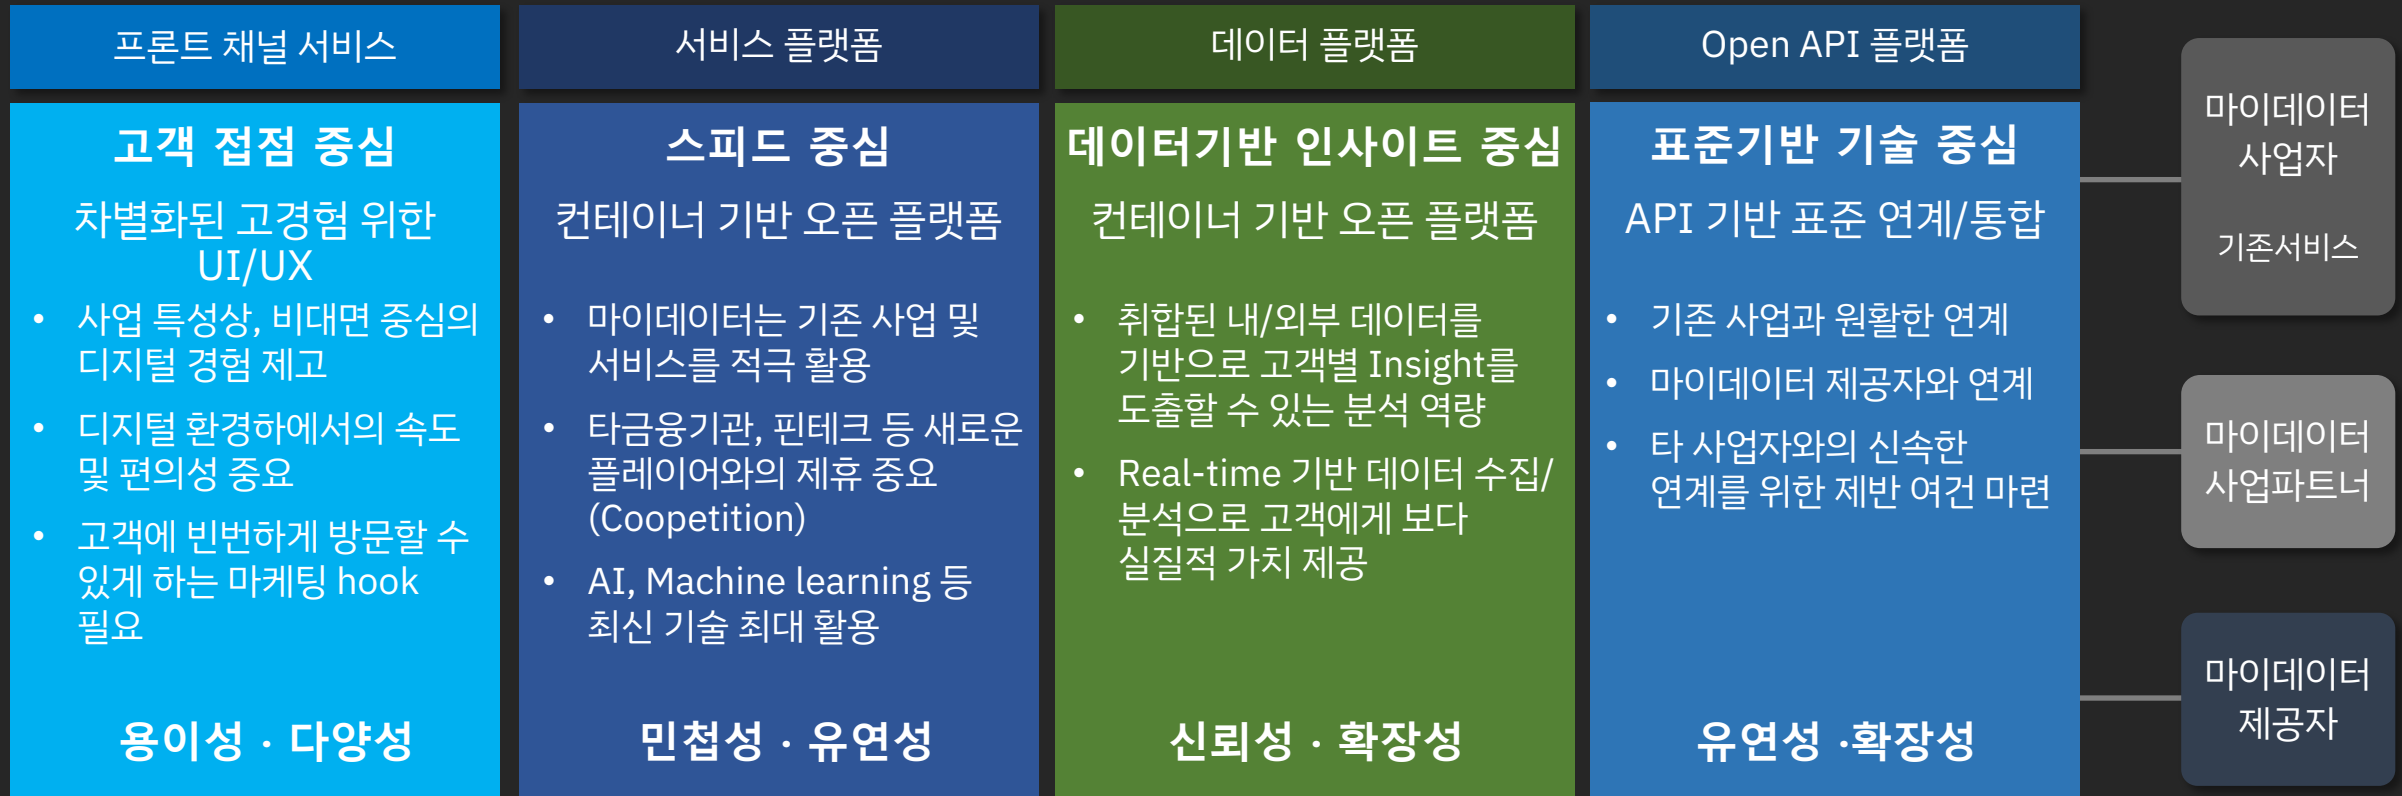 프론트 채널 서비스
고객 접점 중심
차별화된 고경험 위한
UI/UX
• 사업 특성상, 비대면 중심의
디지털 경험 제고
• 디지털 환경하에서의 속도
및 편의성 중요
• 고객에 빈번하게 방문할 수
있게 하는 마케팅 hook
필요
용이성 · 다양성
서비스 플랫폼
스피드 중심
컨테이너 기반 오픈 플랫폼
• 마이데이터는 기존 사업 및
서비스를 적극 활용
• 타금융기관, 핀테크 등 새로운
플레이어와의 제휴 중요
(Coopetition)
• AI, Machine learning 등
최신 기술 최대 활용
민첩성 · 유연성
데이터 플랫폼
데이터기반 인사이트 중심
컨테이너 기반 오픈 플랫폼
• 취합된 내/외부 데이터를
기반으로 고객별 Insight를
도출할 수 있는 분석 역량
• Real-time 기반 데이터 수집/
분석으로 고객에게 보다
실질적 가치 제공
신뢰성 · 확장성
Open API 플랫폼
표준기반 기술 중심
API 기반 표준 연계/통합
• 기존 사업과 원활한 연계
• 마이데이터 제공자와 연계
• 타 사업자와의 신속한
연계를 위한 제반 여건 마련
유연성 ·확장성
마이데이터
사업자
기존서비스
마이데이터
사업파트너
마이데이터
제공자